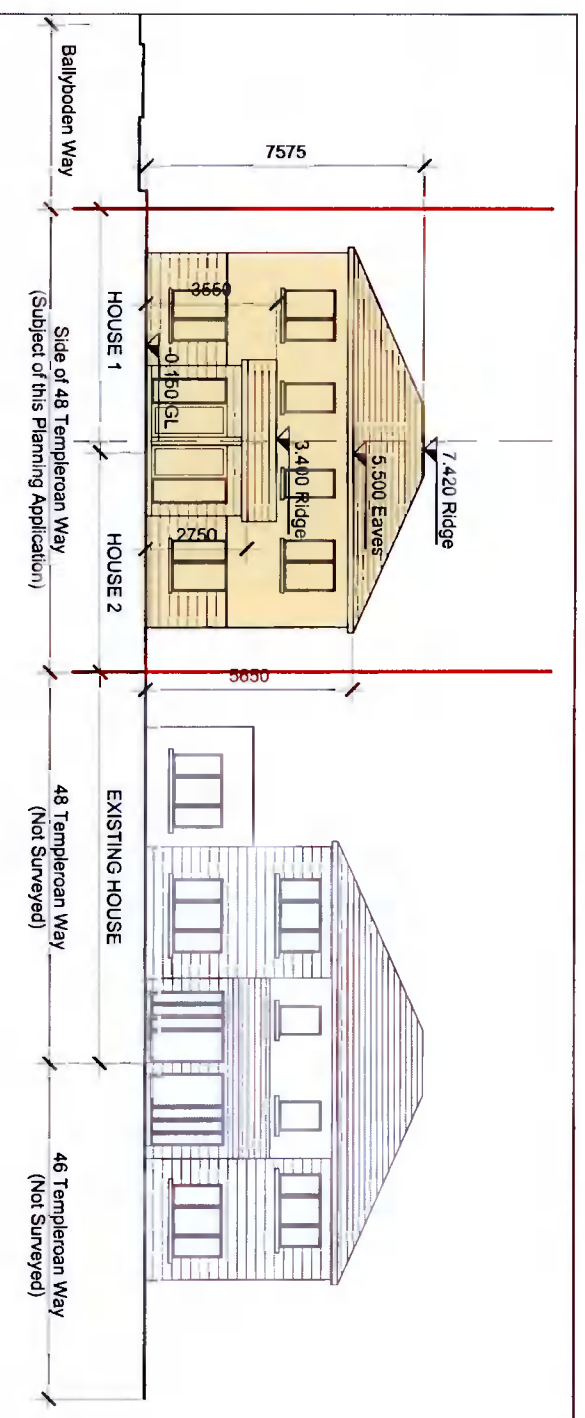 7575
7.420 Ridge
5.500 Eaves
3.400 Ridge
3550
-0.150 GL
2750
5650
HOUSE 1
HOUSE 2
EXISTING HOUSE
Ballyboden Way
Side of 48 Templeroan Way
(Subject of this Planning Application)
48 Templeroan Way
(Not Surveyed)
46 Templeroan Way
(Not Surveyed)